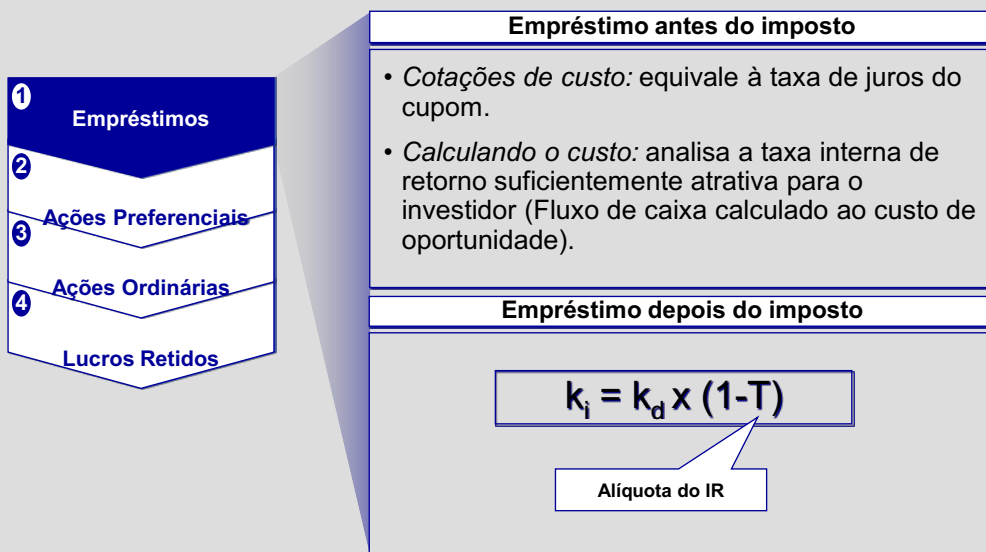 1
Empréstimos
2
Ações Preferenciais
3
Ações Ordinárias
4
Lucros Retidos
Empréstimo antes do imposto
• Cotações de custo: equivale à taxa de juros do
cupom.
• Calculando o custo: analisa a taxa interna de
retorno suficientemente atrativa para o
investidor (Fluxo de caixa calculado ao custo de
oportunidade).
Empréstimo depois do imposto
kᵢ = k_d x (1-T)
Alíquota do IR